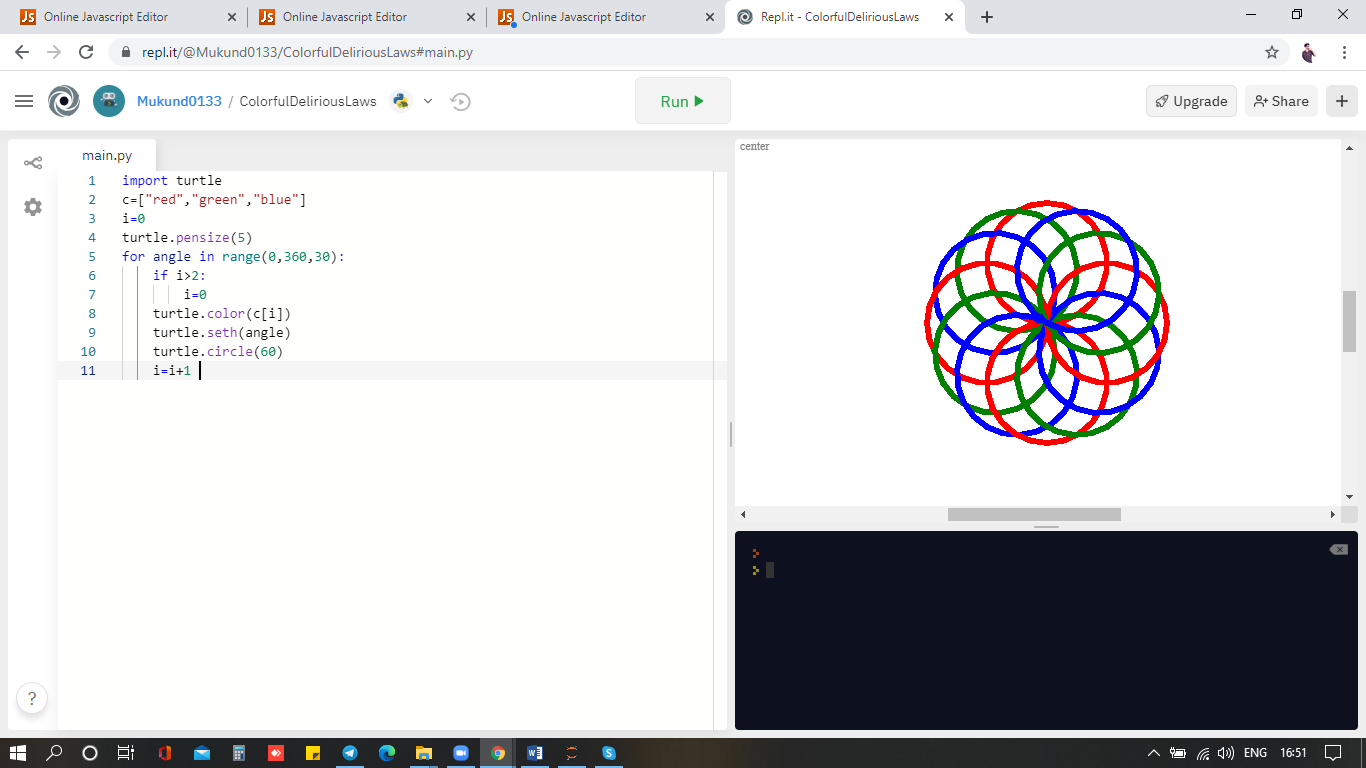 Online Javascript Editor
Online Javascript Editor
Online Javascript Editor
Repl.it - ColorfulDeliriousLaws
repl.it/@Mukund0133/ColorfulDeliriousLaws#main.py
Mukund0133 / ColorfulDeliriousLaws
Run
Upgrade
Share
main.py
1 import turtle
2 c=["red","green","blue"]
3 i=0
4 turtle.pensize(5)
5 for angle in range(0,360,30):
6 if i>2:
7 i=0
8 turtle.color(c[i])
9 turtle.seth(angle)
10 turtle.circle(60)
11 i=i+1
center
?
ENG 16:51